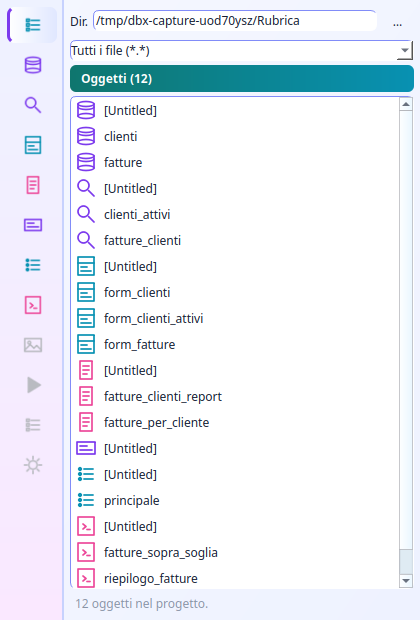 Dir. /tmp/dbx-capture-uod70ysz/Rubrica ...
Tutti i file (*.*)
Oggetti (12)
[Untitled]
clienti
fatture
[Untitled]
clienti_attivi
fatture_clienti
[Untitled]
form_clienti
form_clienti_attivi
form_fatture
[Untitled]
fatture_clienti_report
fatture_per_cliente
[Untitled]
[Untitled]
principale
[Untitled]
fatture_sopra_soglia
riepilogo_fatture
12 oggetti nel progetto.